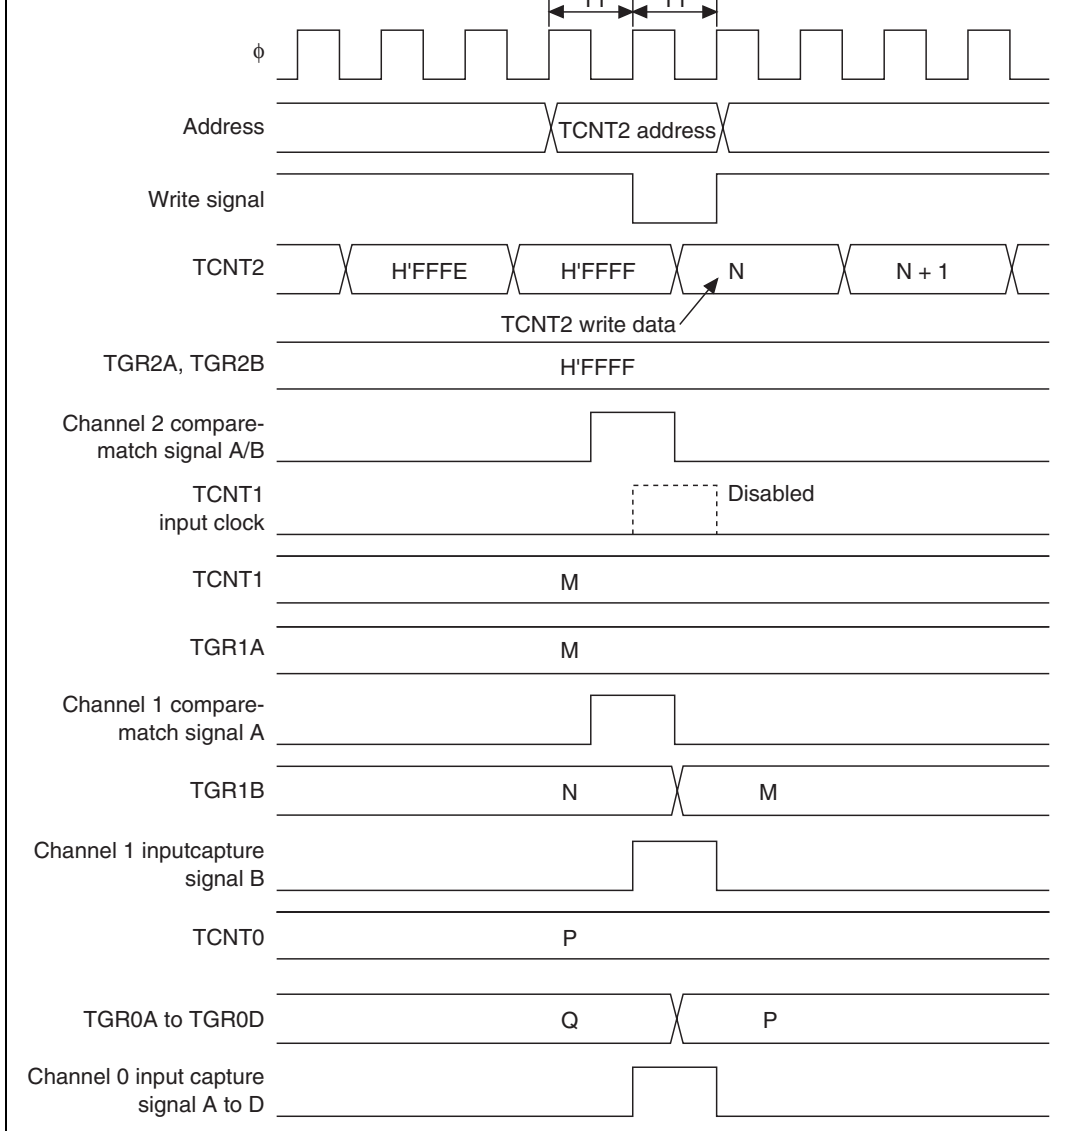 ϕ
Address
TCNT2 address
Write signal
TCNT2
H'FFFE
H'FFFF
N
N + 1
TCNT2 write data
TGR2A, TGR2B
H'FFFF
Channel 2 compare-
match signal A/B
TCNT1
input clock
Disabled
TCNT1
M
TGR1A
M
Channel 1 compare-
match signal A
TGR1B
N
M
Channel 1 inputcapture
signal B
TCNT0
P
TGR0A to TGR0D
Q
P
Channel 0 input capture
signal A to D